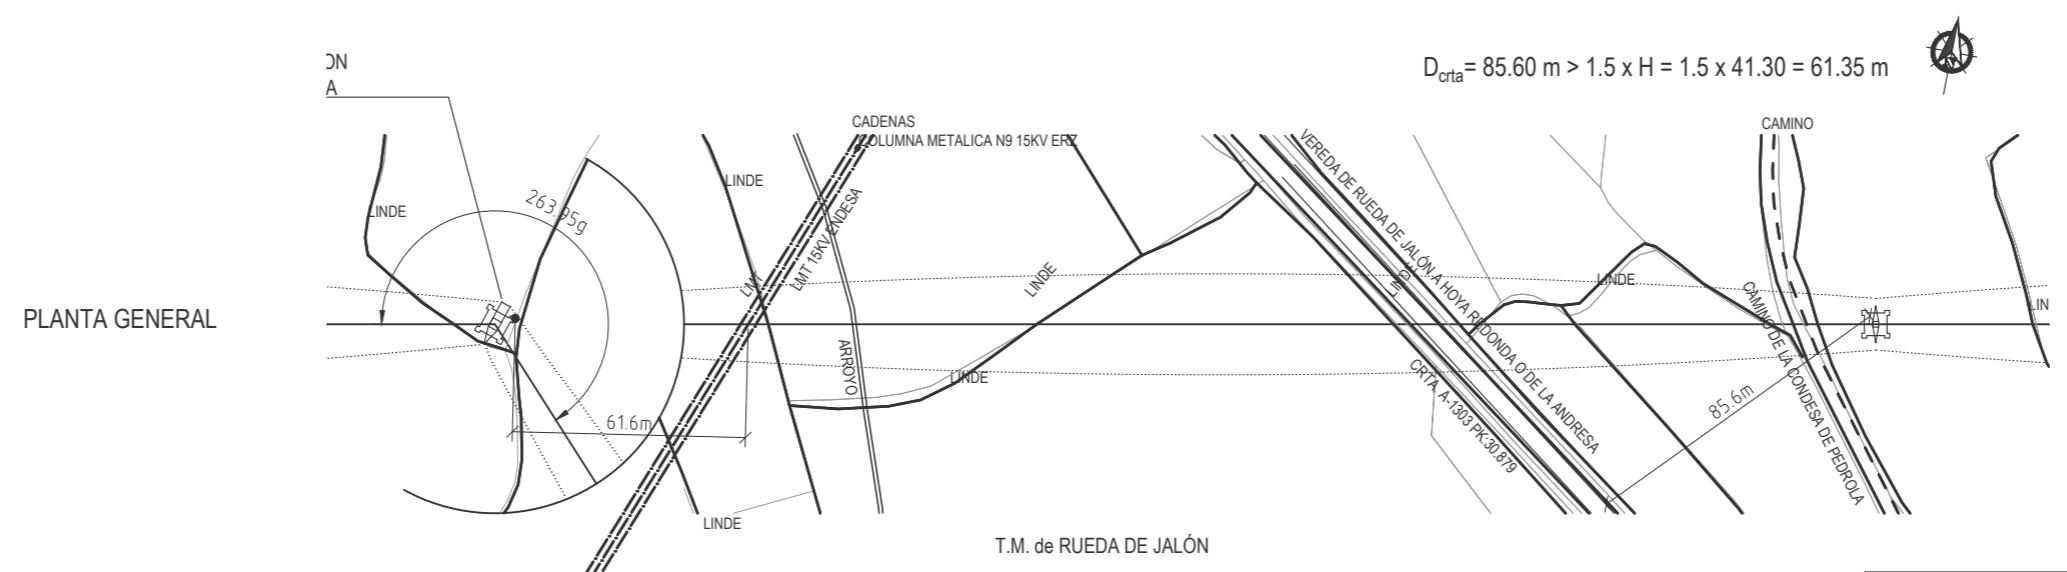 ON
A
D_crta= 85.60 m > 1.5 x H = 1.5 x 41.30 = 61.35 m
CADENAS
COLUMNA METALICA N9 15KV ERZ
CAMINO
VEREDA DE RUEDA DE JALÓN A HOYA REDONDA O DE LA ANDRESA
LINDE
263.95g
LINDE
LMT
LMT 15KV ENDESA
LINDE
LINDE
LINDE
CAMINO DE LA CONDESA DE PEDROLA
LIN
PLANTA GENERAL
ARROYO
LINDE
CRTA. A-1303 PK:30.879
85.6m
61.6m
LINDE
T.M. de RUEDA DE JALÓN